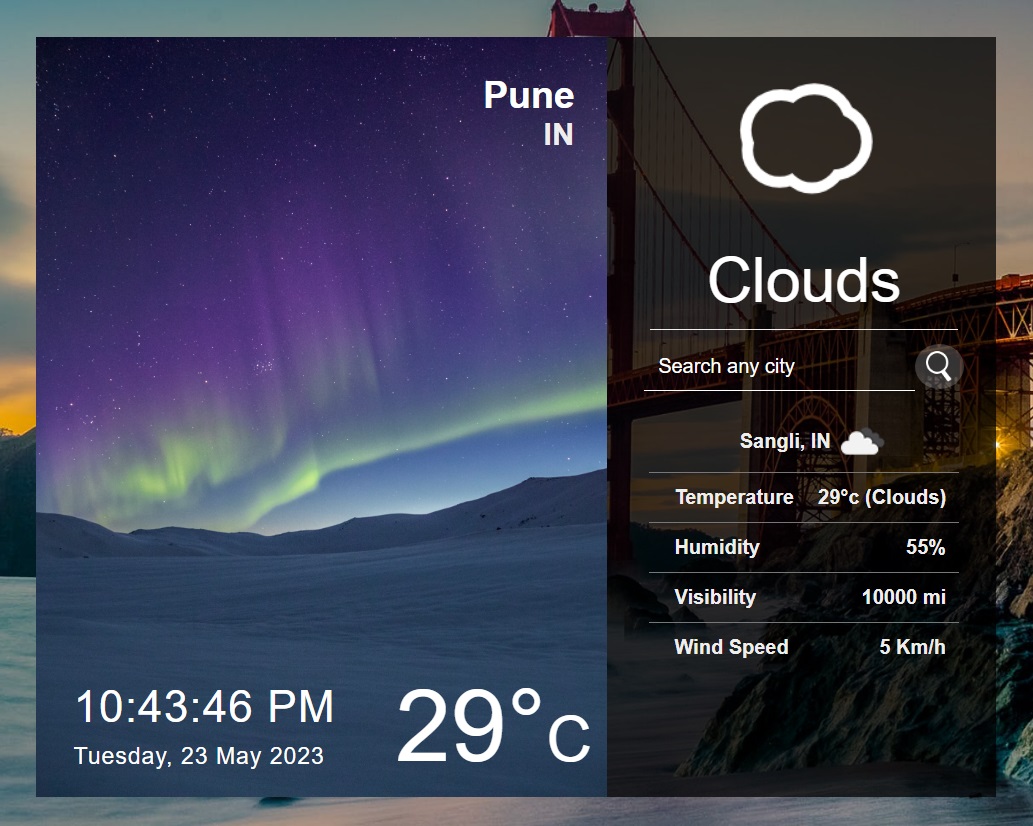 Pune
IN
10:43:46 PM
Tuesday, 23 May 2023
29°c
Clouds
Search any city
Sangli, IN
Temperature 29°c (Clouds)
Humidity 55%
Visibility 10000 mi
Wind Speed 5 Km/h